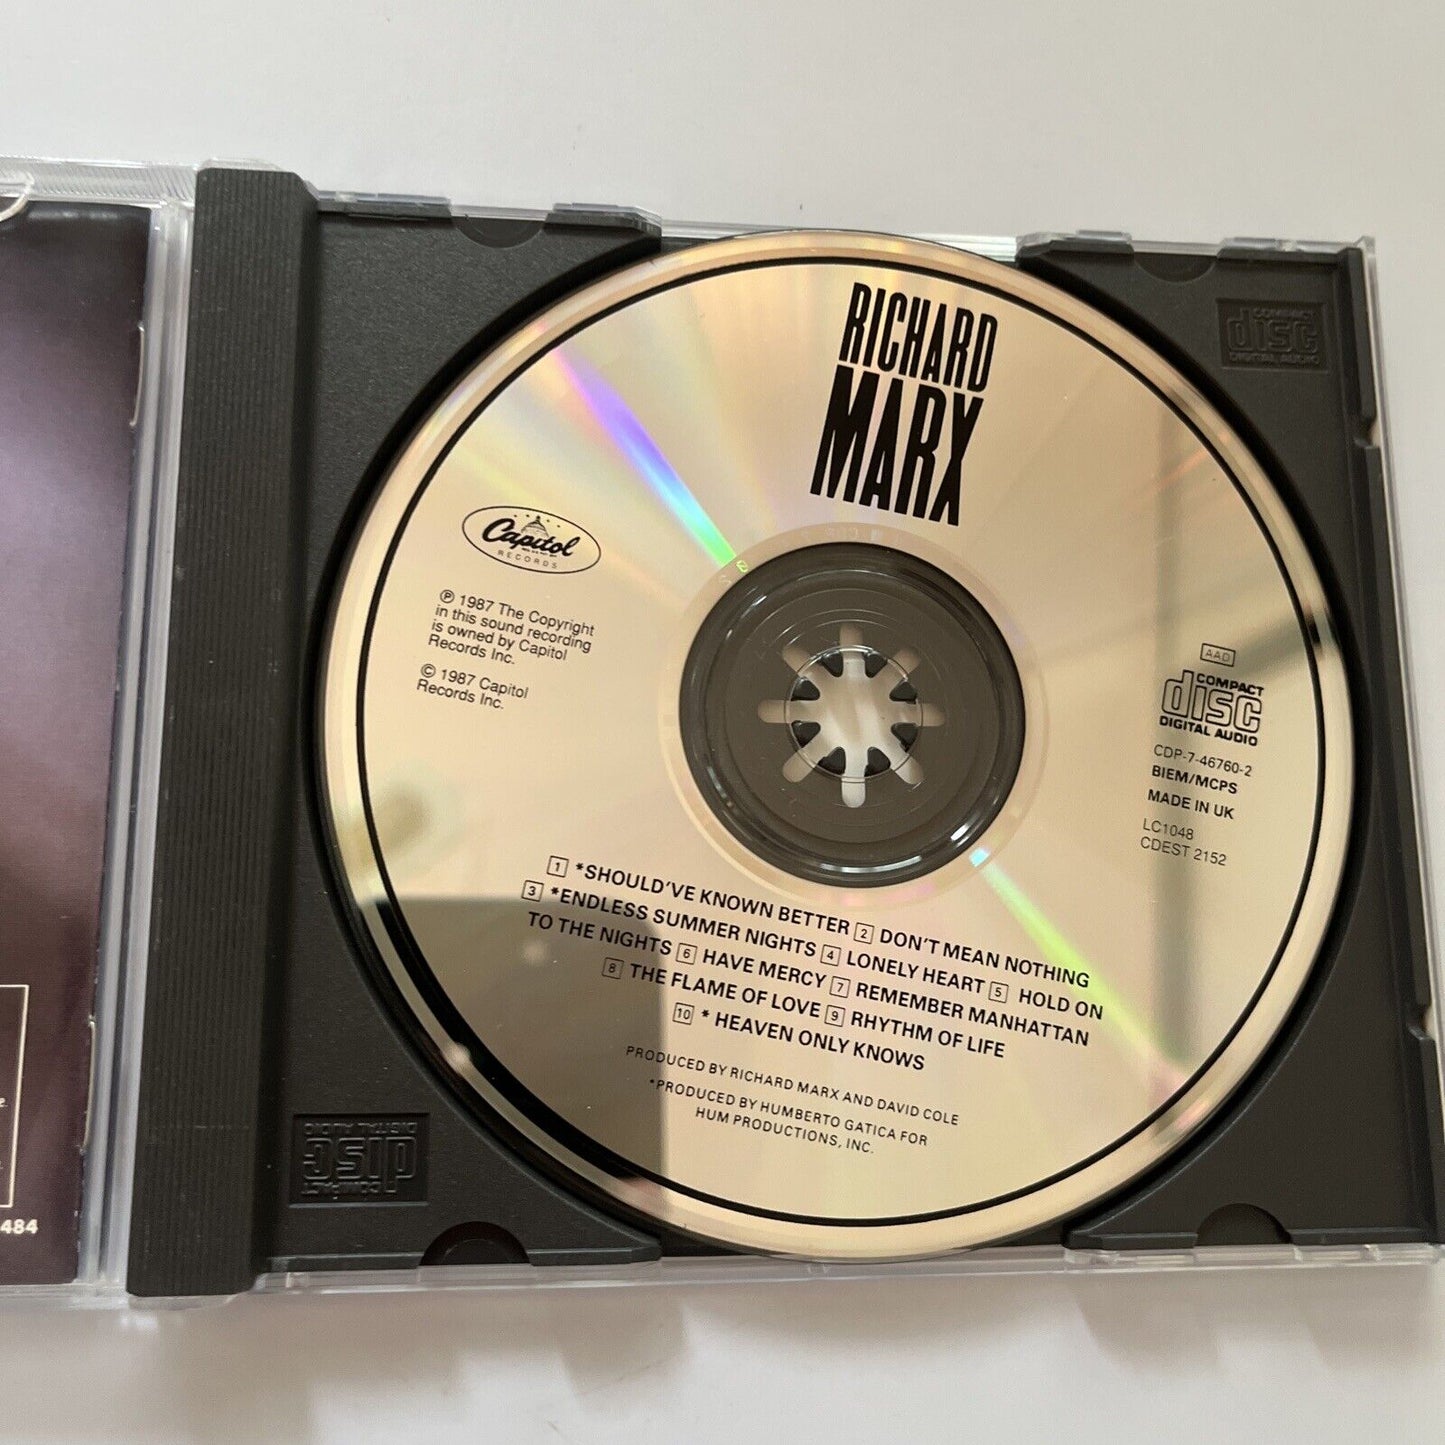 RICHARD
MARX
Capitol
RECORDS
℗ 1987 The Copyright
in this sound recording
is owned by Capitol
Records Inc.
© 1987 Capitol
Records Inc.
AAD
COMPACT
disc
DIGITAL AUDIO
CDP-7-46760-2
BIEM/MCPS
MADE IN UK
LC1048
CDEST 2152
1 *SHOULD'VE KNOWN BETTER 2 DON'T MEAN NOTHING
3 *ENDLESS SUMMER NIGHTS 4 LONELY HEART 5 HOLD ON
TO THE NIGHTS 6 HAVE MERCY 7 REMEMBER MANHATTAN
8 THE FLAME OF LOVE 9 RHYTHM OF LIFE
10 * HEAVEN ONLY KNOWS
PRODUCED BY RICHARD MARX AND DAVID COLE
*PRODUCED BY HUMBERTO GATICA FOR
HUM PRODUCTIONS, INC.
COMPACT
disc
DIGITAL AUDIO
COMPACT
disc
DIGITAL AUDIO
484